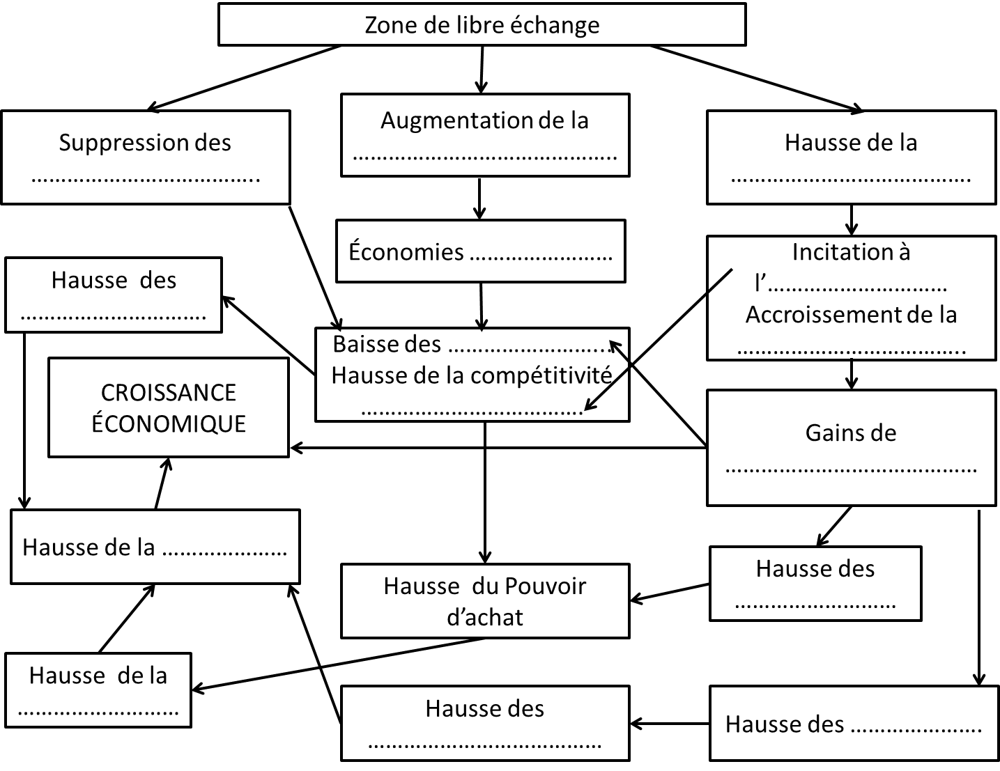 Zone de libre échange
Augmentation de la
…………………………………………
Suppression des
…………………………………
Hausse de la
……………………………………
Économies ……………………
Incitation à
l’…………………………
Accroissement de la
…………………………………
Hausse des
……………………………
Baisse des ………………………
Hausse de la compétitivité
…………………………………
CROISSANCE
ÉCONOMIQUE
Gains de
……………………………………
Hausse de la …………………
Hausse du Pouvoir
d’achat
Hausse des
………………………
Hausse de la
………………………
Hausse des
…………………………………
Hausse des ………………….